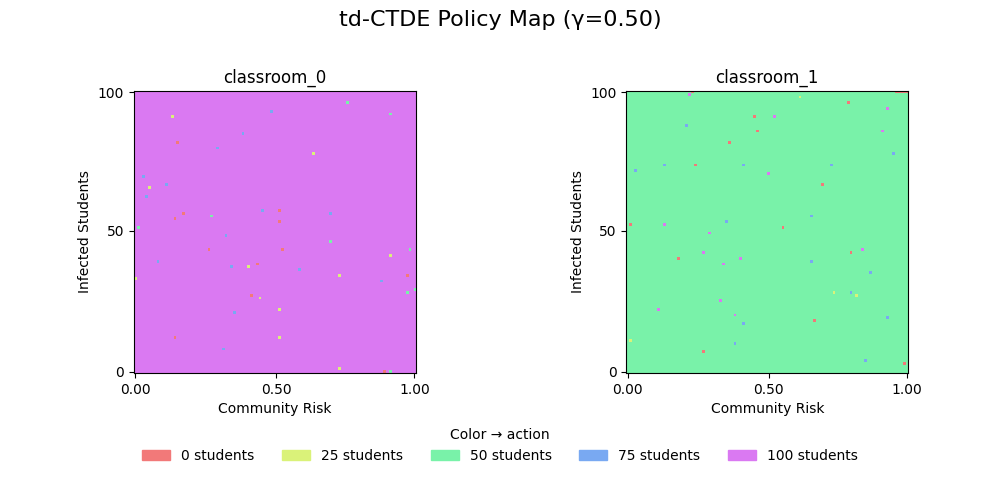 td-CTDE Policy Map (γ=0.50)
classroom_0
classroom_1
100
50
0
Infected Students
0.00 0.50 1.00
Community Risk
100
50
0
Infected Students
0.00 0.50 1.00
Community Risk
Color → action
0 students 25 students 50 students 75 students 100 students